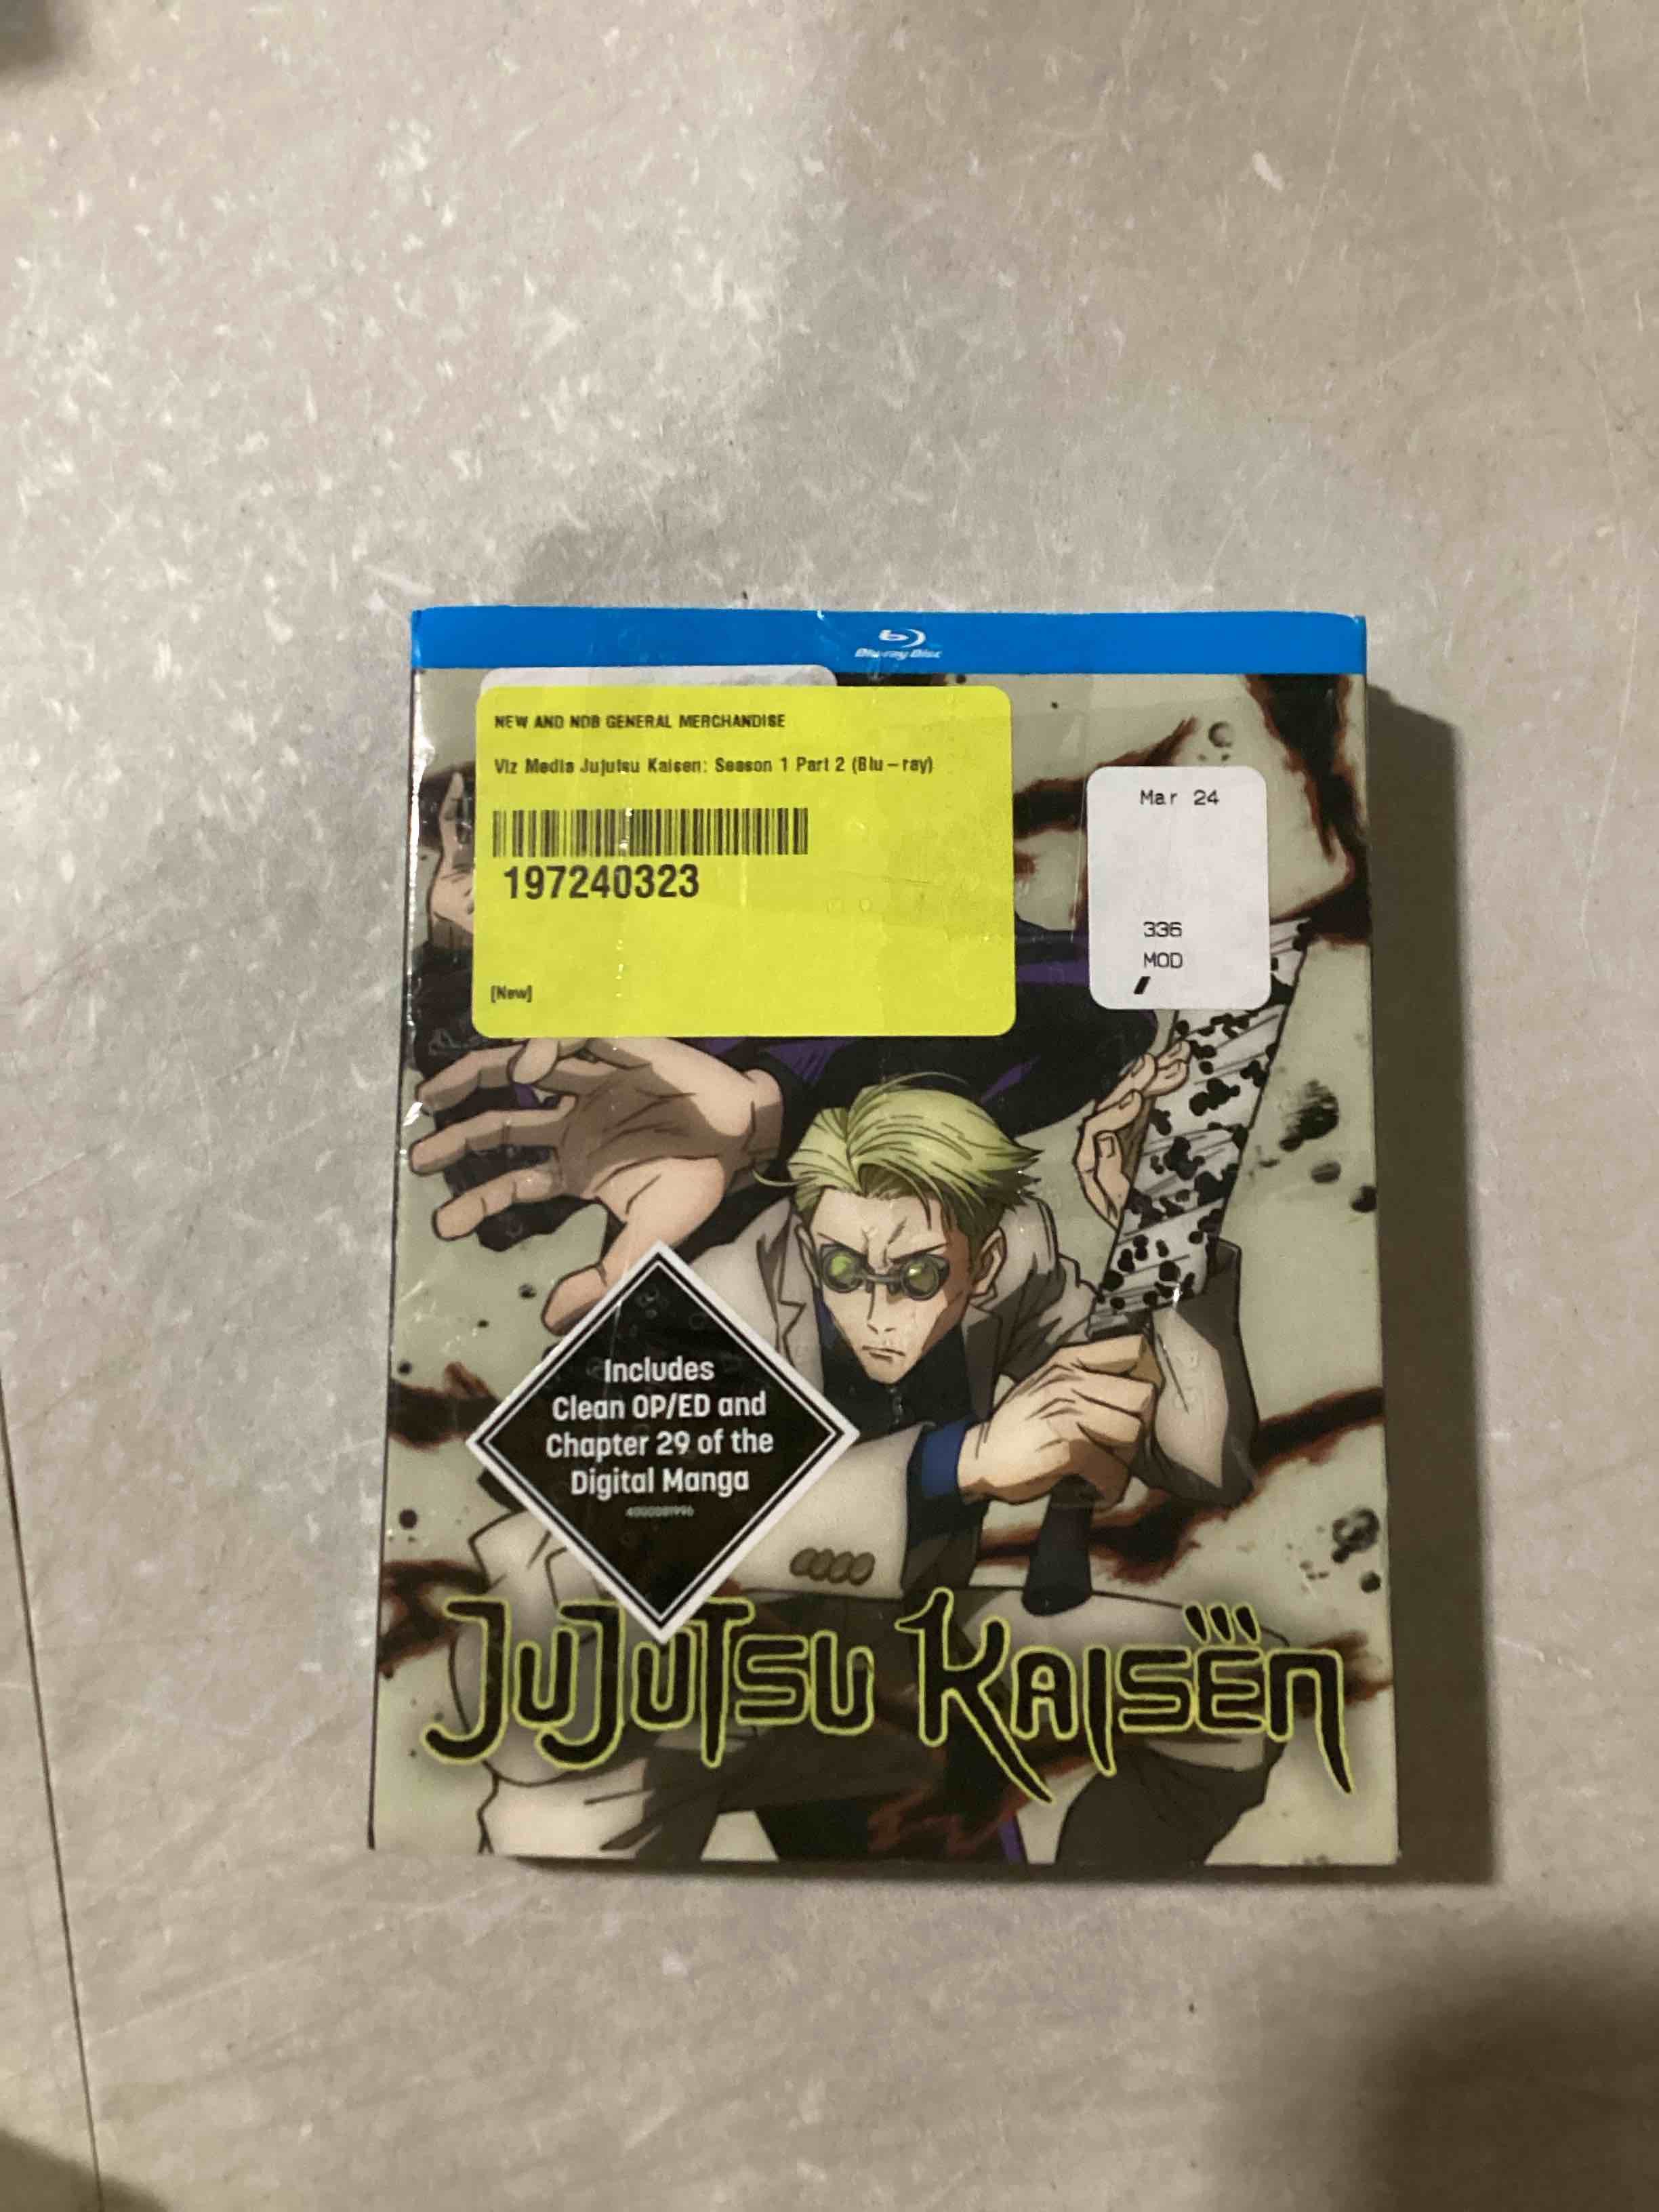 Blu-ray Disc
NEW AND NDB GENERAL MERCHANDISE
Viz Media Jujutsu Kaisen: Season 1 Part 2 (Blu-ray)
197240323
[New]
Mar 24
336
MOD
Includes
Clean OP/ED and
Chapter 29 of the
Digital Manga
JUJUTSU KAISEN